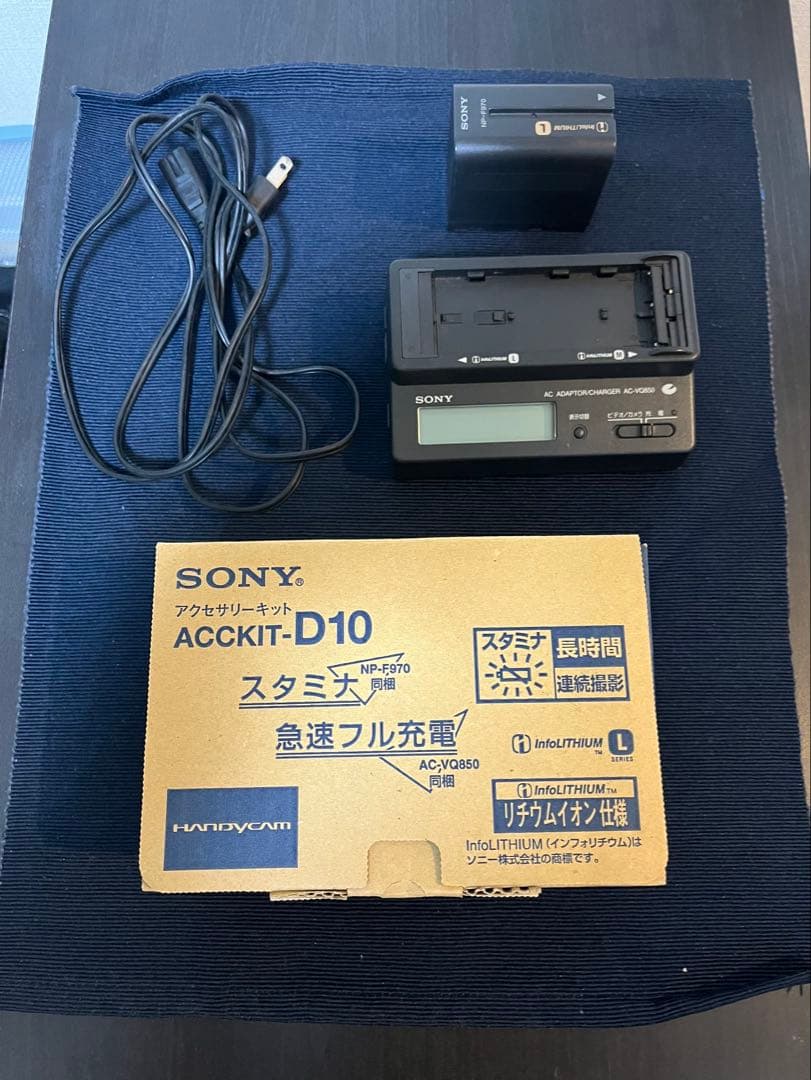 SONY
NP-F970
InfoLITHIUM L
InfoLITHIUM L
InfoLITHIUM M
SONY
AC ADAPTOR/CHARGER AC-VQ850
表示切替
ビデオ/カメラ 充電
SONY®
アクセサリーキット
ACCKIT-D10
スタミナ
NP-F970
同梱
急速フル充電
AC-VQ850
同梱
スタミナ
長時間
連続撮影
InfoLITHIUM™ L
SERIES
InfoLITHIUM™
リチウムイオン仕様
InfoLITHIUM(インフォリチウム)は
ソニー株式会社の商標です。
HANDYCAM